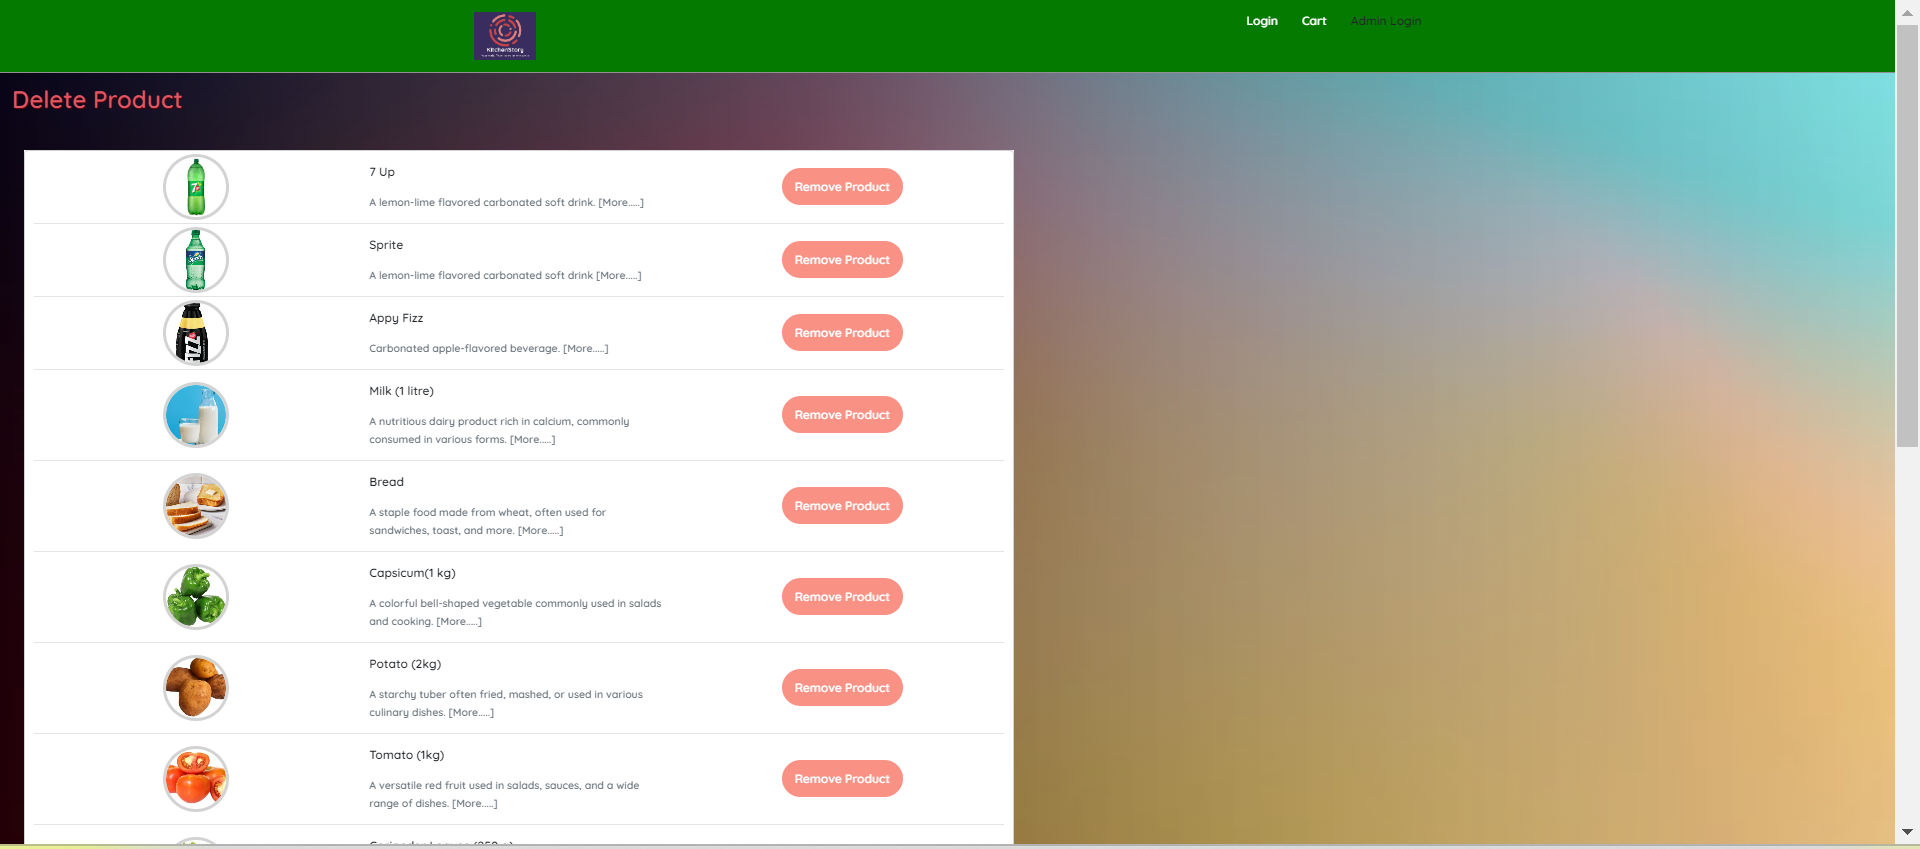 KitchenStory
Login
Cart
Admin Login
Delete Product
7 Up
A lemon-lime flavored carbonated soft drink. [More.....]
Remove Product
Sprite
A lemon-lime flavored carbonated soft drink [More.....]
Remove Product
Appy Fizz
Carbonated apple-flavored beverage. [More.....]
Remove Product
Milk (1 litre)
A nutritious dairy product rich in calcium, commonly
consumed in various forms. [More.....]
Remove Product
Bread
A staple food made from wheat, often used for
sandwiches, toast, and more. [More.....]
Remove Product
Capsicum(1 kg)
A colorful bell-shaped vegetable commonly used in salads
and cooking. [More.....]
Remove Product
Potato (2kg)
A starchy tuber often fried, mashed, or used in various
culinary dishes. [More.....]
Remove Product
Tomato (1kg)
A versatile red fruit used in salads, sauces, and a wide
range of dishes. [More.....]
Remove Product